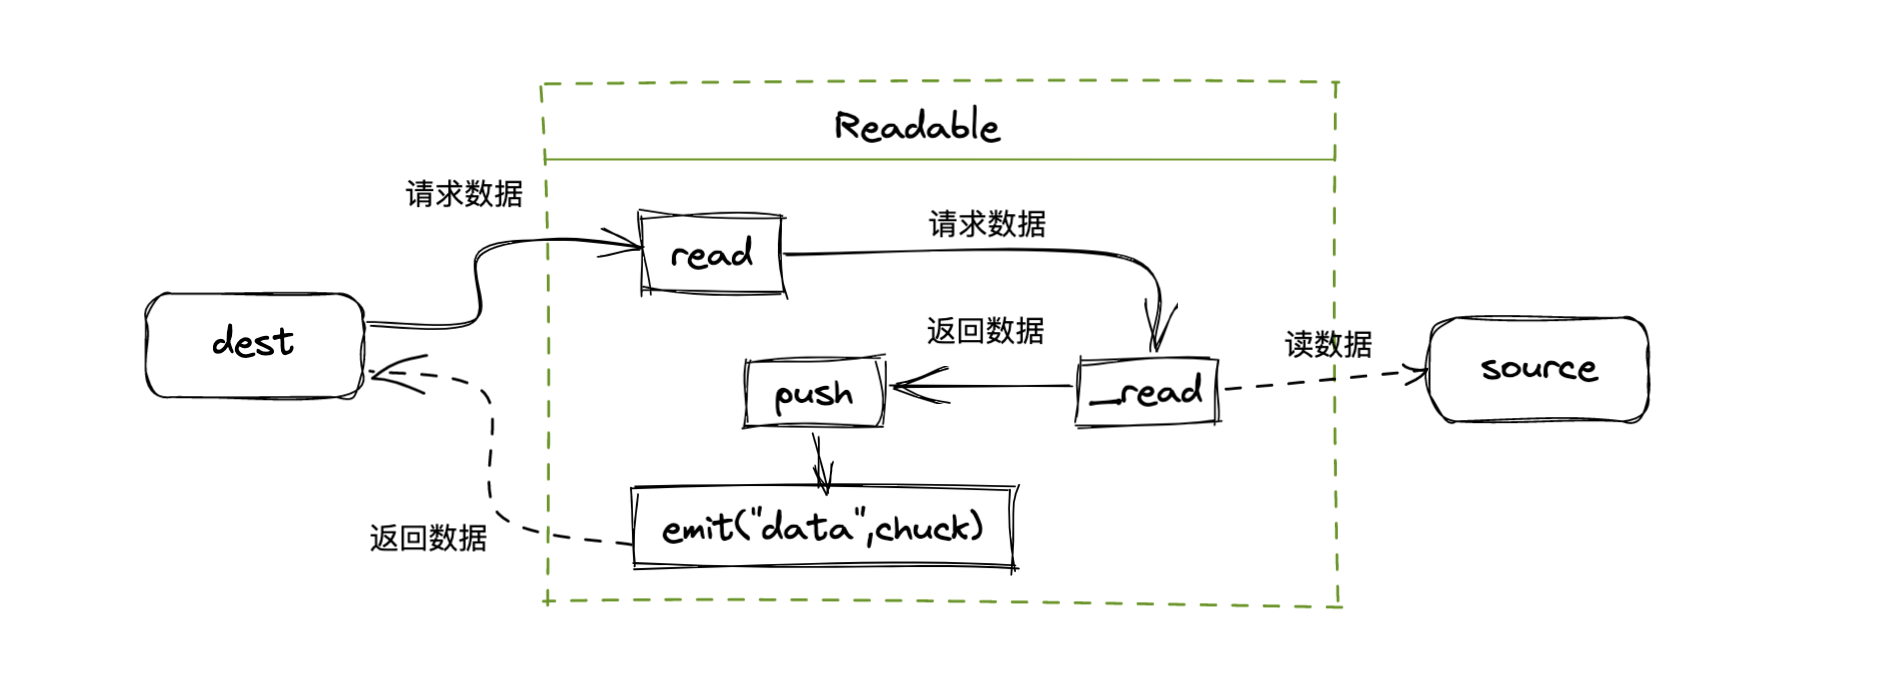 Readable
请求数据
请求数据
read
返回数据
读数据
dest
source
push
_read
emit("data",chuck)
返回数据